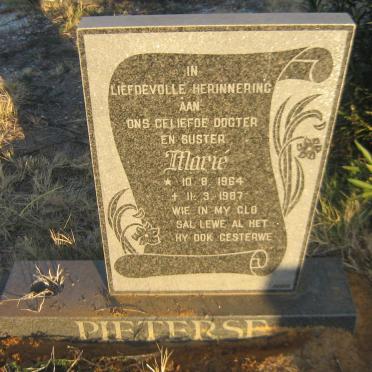 IN
LIEFDEVOLLE HERINNERING
AAN
ONS GELIEFDE DOGTER
EN SUSTER
Marié
* 10. 8. 1964
+ 11. 3. 1987
WIE IN MY GLO
SAL LEWE AL HET
HY OOK GESTERWE
PIETERSE